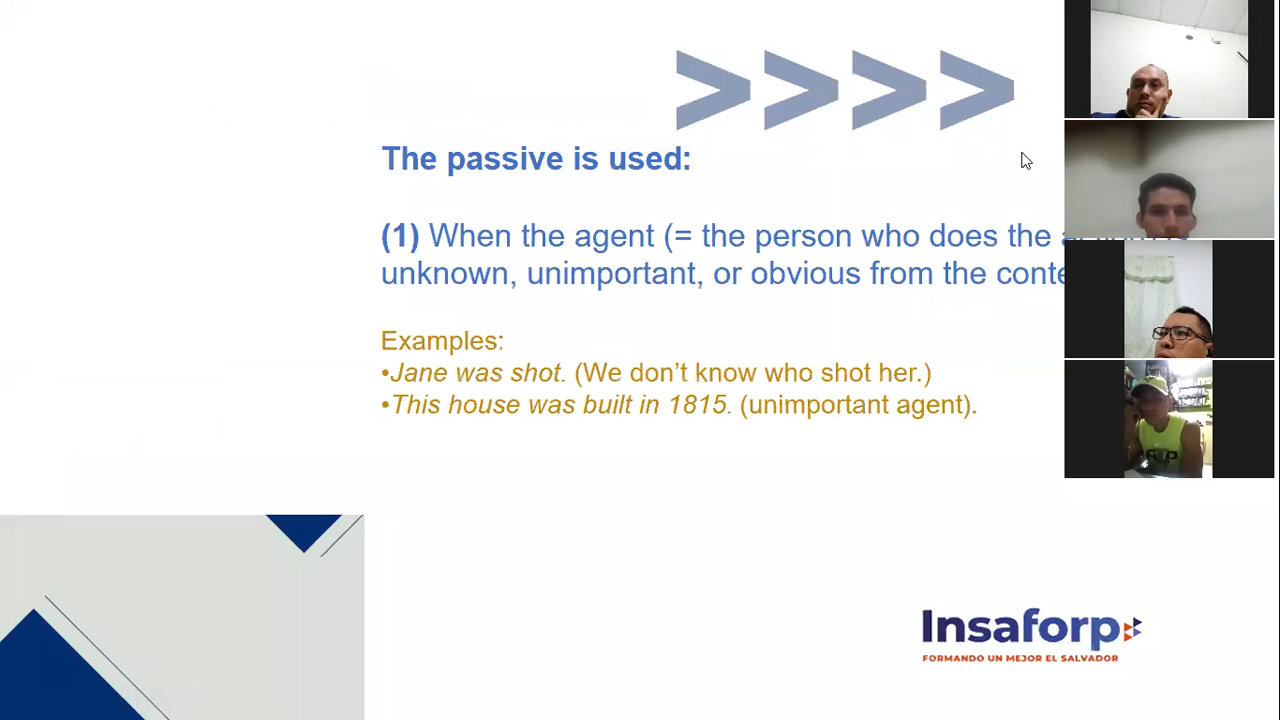 >>>>
The passive is used:
(1) When the agent (= the person who does the
unknown, unimportant, or obvious from the
Examples:
•Jane was shot. (We don’t know who shot her.)
•This house was built in 1815. (unimportant agent).
Insaforp
FORMANDO UN MEJOR EL SALVADOR